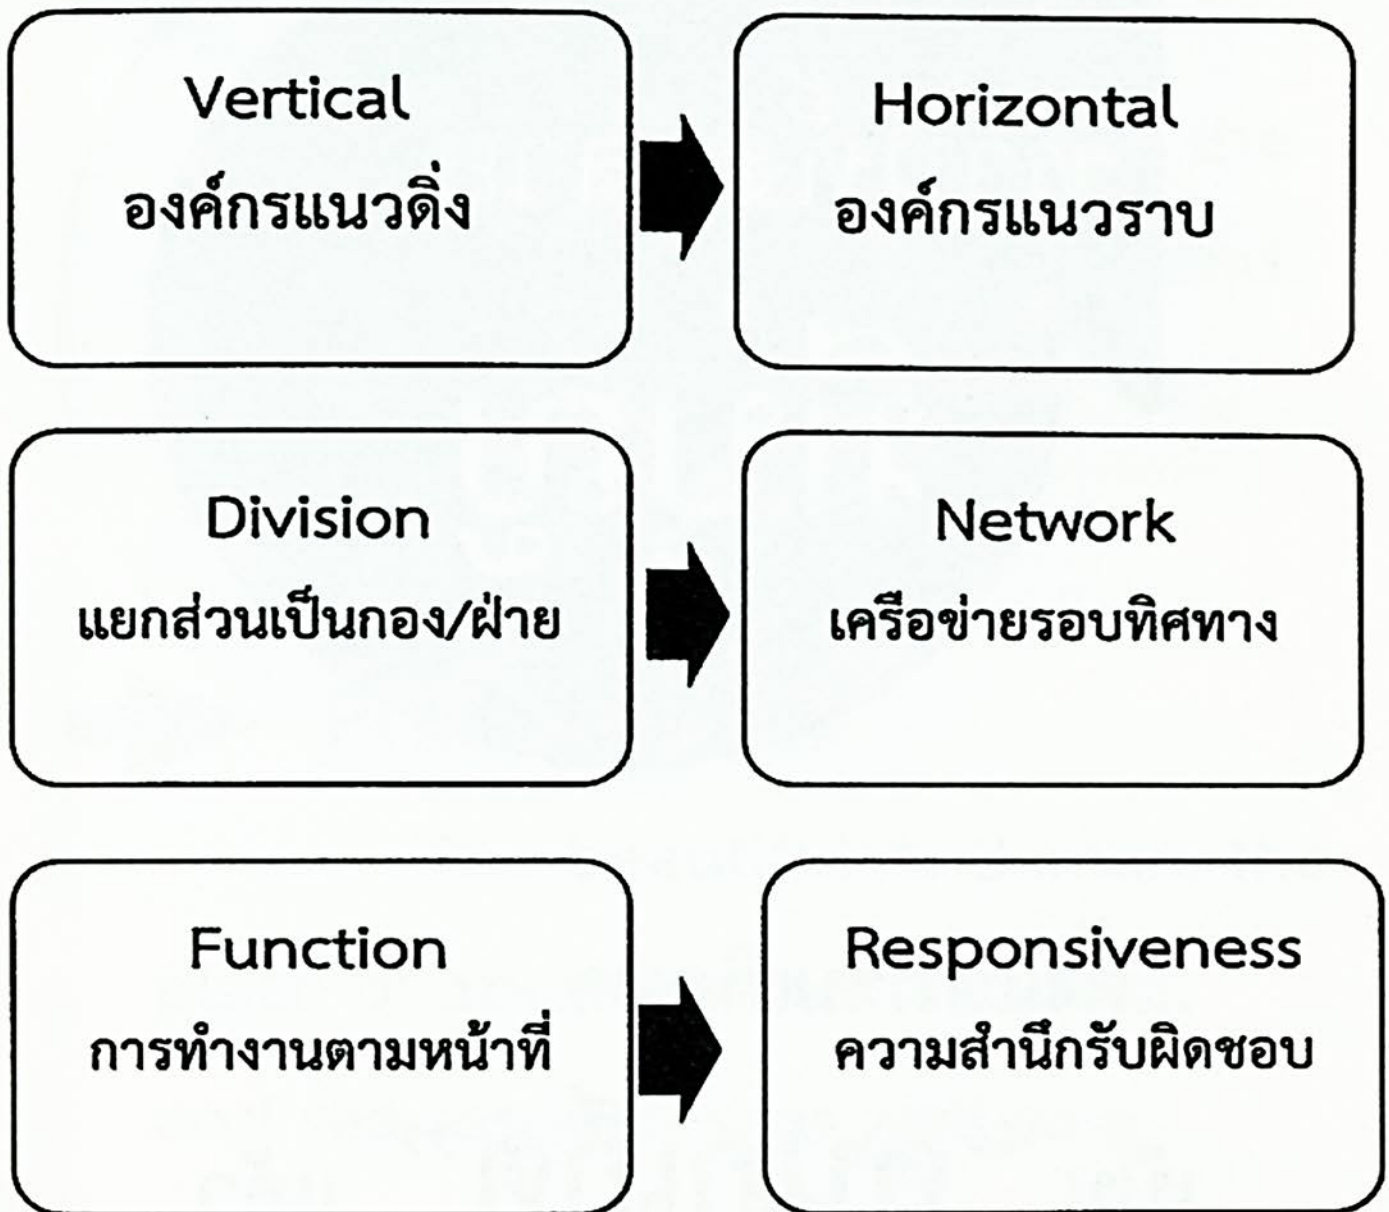 Vertical
องค์กรแนวดิ่ง
Horizontal
องค์กรแนวราบ
Division
แยกส่วนเป็นกอง/ฝ่าย
Network
เครือข่ายรอบทิศทาง
Function
การทำงานตามหน้าที่
Responsiveness
ความสำนึกรับผิดชอบ